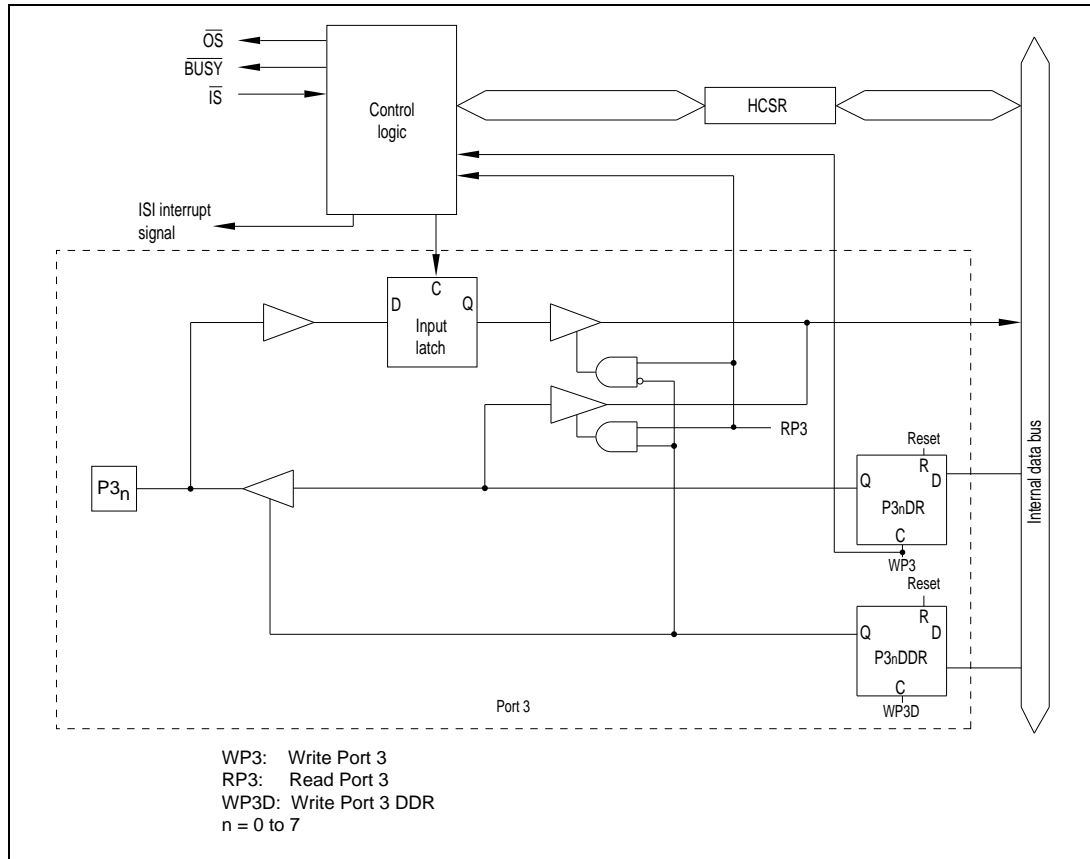 OS
BUSY
IS
Control
logic
HCSR
ISI interrupt
signal
D
C
Q
Input
latch
RP3
Reset
R
D
Q
P3nDR
C
WP3
P3n
Reset
R
D
Q
P3nDDR
C
WP3D
Internal data bus
Port 3
WP3: Write Port 3
RP3: Read Port 3
WP3D: Write Port 3 DDR
n = 0 to 7